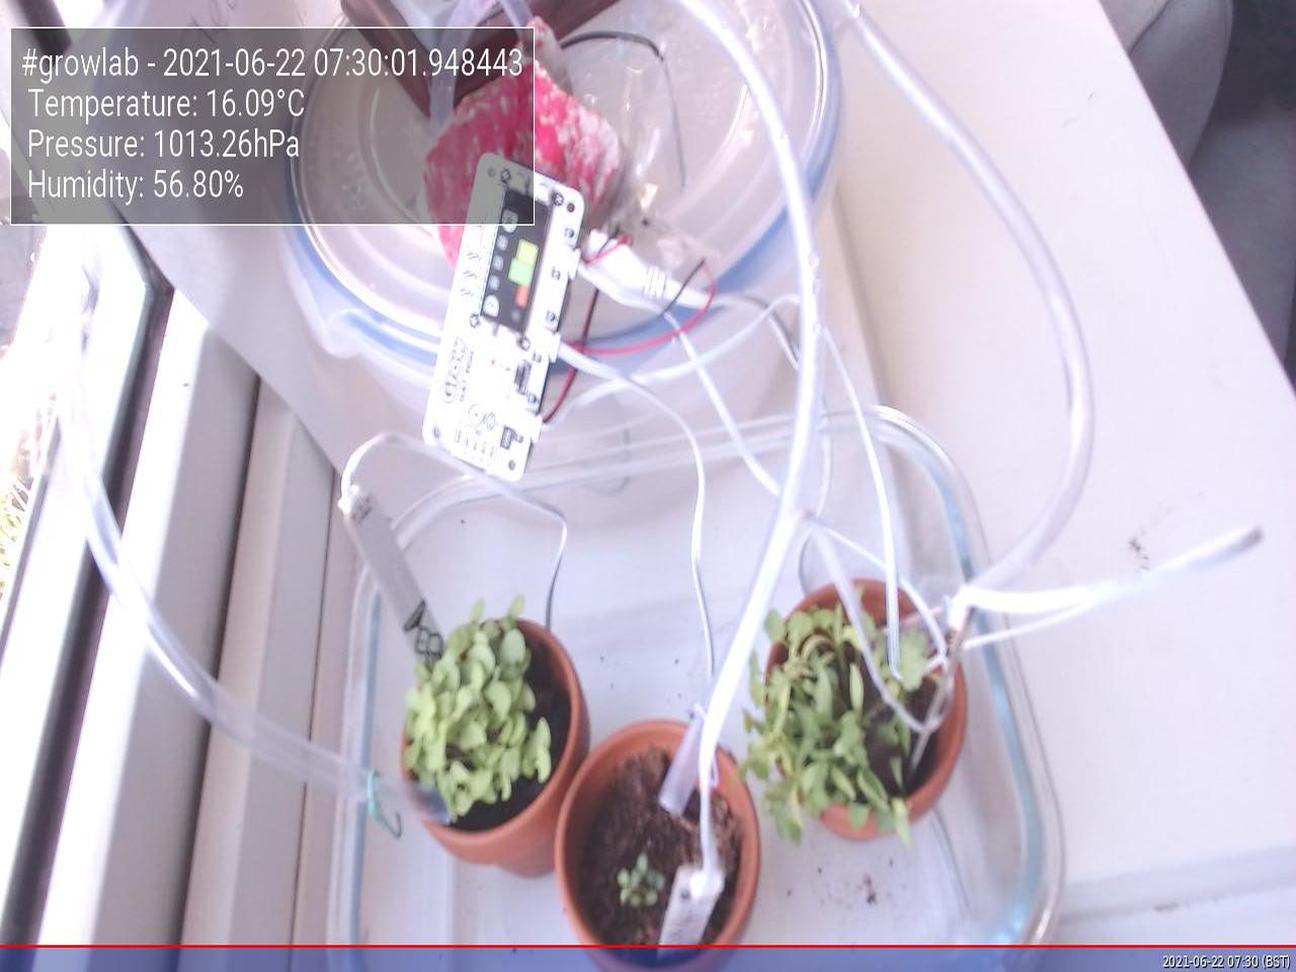 #growlab - 2021-06-22 07:30:01.948443
Temperature: 16.09°C
Pressure: 1013.26hPa
Humidity: 56.80%
2021-06-22 07:30 (BST)